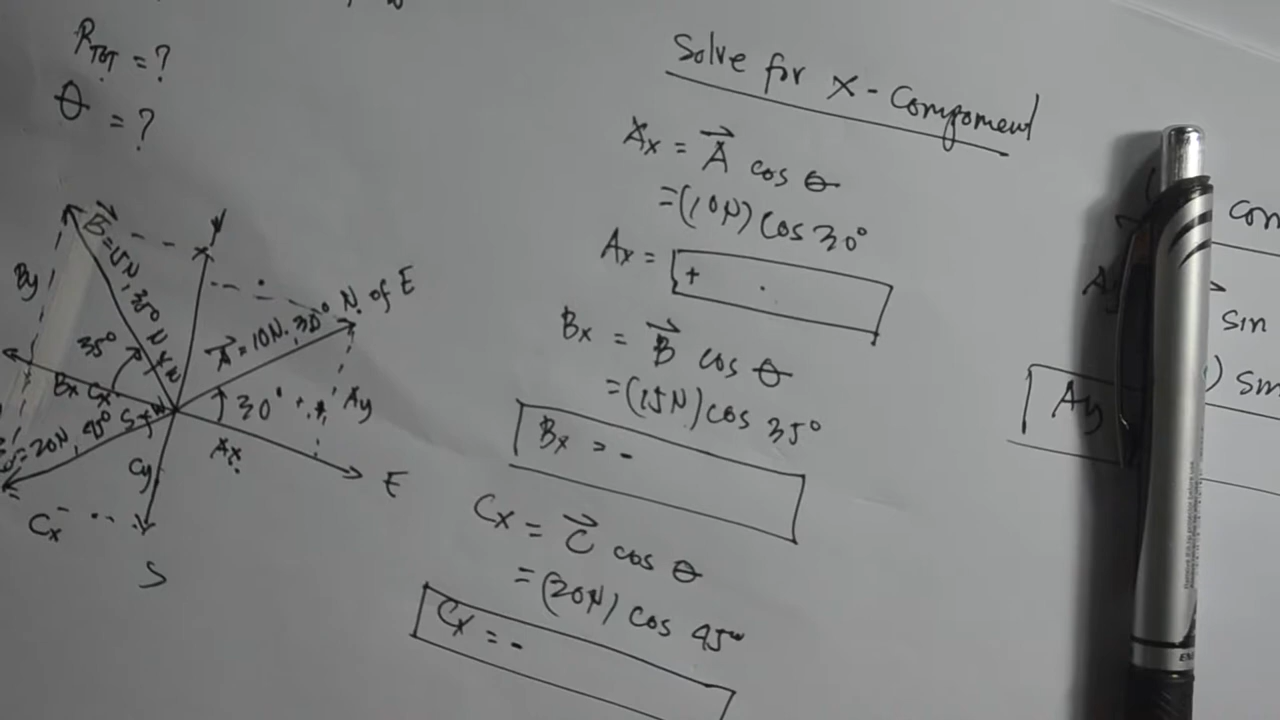 R_TOT = ?
θ = ?
B⃗ = 15N, 35° N of W
By
35°
A⃗ = 10N, 30° N. of E
30°
Ay
Bx Cx
= 20N, 45° S of W
Ax
Cy
E
Cx
S
Solve for x-Component
Ax = A⃗ cos θ
= (10N) cos 30°
Ax = +
Bx = B⃗ cos θ
= (15N) cos 35°
Bx = -
Cx = C⃗ cos θ
= (20N) cos 45°
Cx = -
com
sin
) sin
Ay